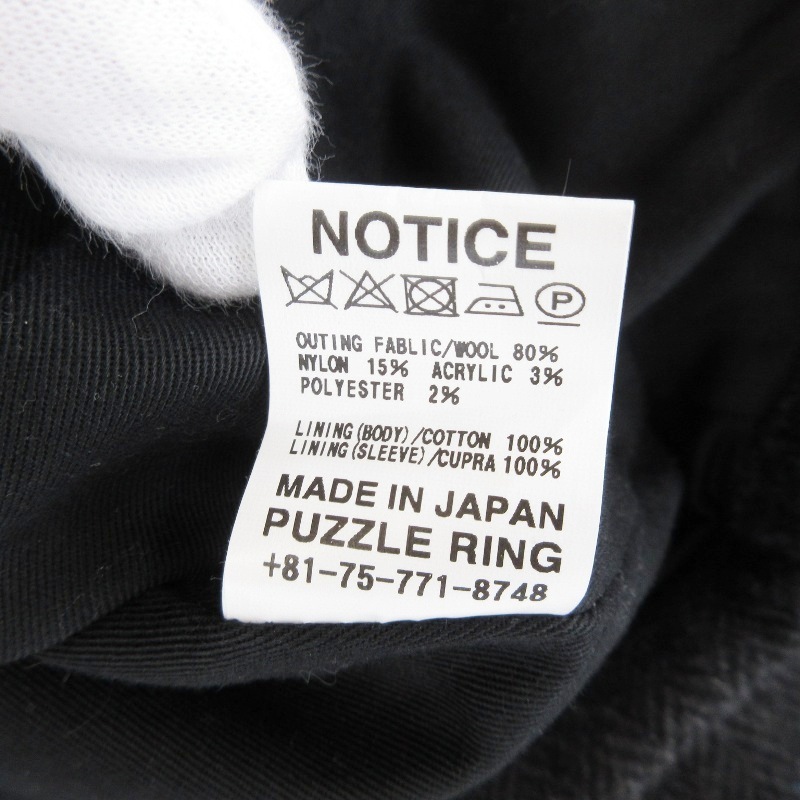 NOTICE
P
OUTING FABLIC/WOOL 80%
NYLON 15% ACRYLIC 3%
POLYESTER 2%
LINING(BODY)/COTTON 100%
LINING(SLEEVE)/CUPRA 100%
MADE IN JAPAN
PUZZLE RING
+81-75-771-8748